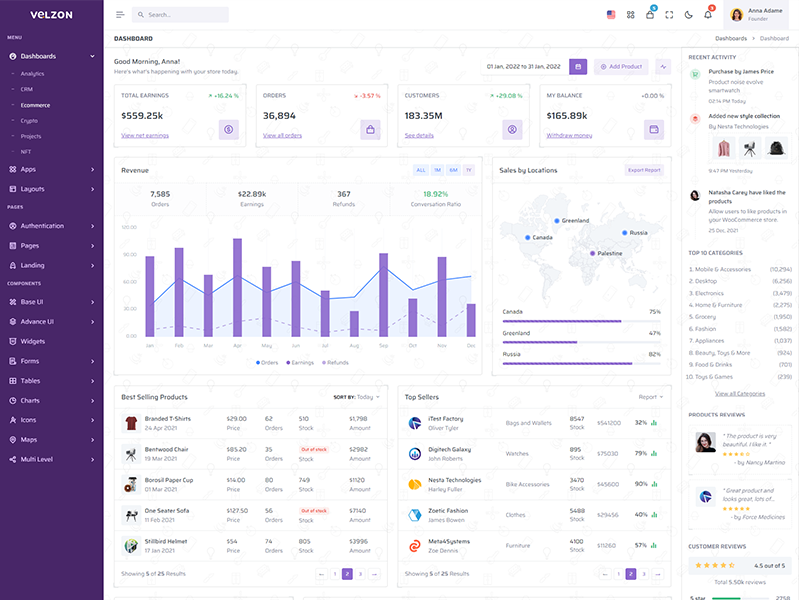 VELZON
MENU
Dashboards
Analytics
CRM
Ecommerce
Crypto
Projects
NFT
Apps
Layouts
PAGES
Authentication
Pages
Landing
COMPONENTS
Base UI
Advance UI
Widgets
Forms
Tables
Charts
Icons
Maps
Multi Level
Search...
Anna Adame
Founder
DASHBOARD
Dashboards > Dashboard
Good Morning, Anna!
Here's what's happening with your store today.
01 Jan, 2022 to 31 Jan, 2022
Add Product
TOTAL EARNINGS +16.24 %
$559.25k
View net earnings
ORDERS -3.57 %
36,894
View all orders
CUSTOMERS +29.08 %
183.35M
See details
MY BALANCE +0.00 %
$165.89k
Withdraw money
Revenue
ALL 1M 6M 1Y
7,585 $22.89k 367 18.92%
Orders Earnings Refunds Conversation Ratio
120.00
90.00
60.00
30.00
0.00
Jan Feb Mar Apr May Jun Jul Aug Sep Oct Nov Dec
Orders Earnings Refunds
Sales by Locations
Export Report
Greenland
Canada
Russia
Palestine
Canada 75%
Greenland 47%
Russia 82%
Best Selling Products
SORT BY: Today
Branded T-Shirts $29.00 62 510 $1,798
24 Apr 2021 Price Orders Stock Amount
Bentwood Chair $85.20 35 Out of stock $2982
19 Mar 2021 Price Orders Stock Amount
Borosil Paper Cup $14.00 80 749 $1120
01 Mar 2021 Price Orders Stock Amount
One Seater Sofa $127.50 56 Out of stock $7140
11 Feb 2021 Price Orders Stock Amount
Stillbird Helmet $54 74 805 $3996
17 Jan 2021 Price Orders Stock Amount
Showing 5 of 25 Results
← 1 2 3 →
Top Sellers
Report
iTest Factory Bags and Wallets 8547 $541200 32%
Oliver Tyler Stock
Digitech Galaxy Watches 895 $75030 79%
John Roberts Stock
Nesta Technologies Bike Accessories 3470 $45600 90%
Harley Fuller Stock
Zoetic Fashion Clothes 5488 $29456 40%
James Bowen Stock
Meta4Systems Furniture 4100 $11260 57%
Zoe Dennis Stock
Showing 5 of 25 Results
← 1 2 3 →
RECENT ACTIVITY
Purchase by James Price
Product noise evolve
smartwatch
02:14 PM Today
Added new style collection
By Nesta Technologies
9:47 PM Yesterday
Natasha Carey have liked the
products
Allow users to like products in
your WooCommerce store.
25 Dec, 2021
TOP 10 CATEGORIES
1. Mobile & Accessories (10,294)
2. Desktop (6,256)
3. Electronics (3,479)
4. Home & Furniture (2,275)
5. Grocery (1,950)
6. Fashion (1,582)
7. Appliances (1,037)
8. Beauty, Toys & More (924)
9. Food & Drinks (701)
10. Toys & Games (239)
View all Categories
PRODUCTS REVIEWS
" The product is very
beautiful. I like it. "
- by Nancy Martino
" Great product and
looks great, lots of..
- by Force Medicines
CUSTOMER REVIEWS
4.5 out of 5
Total 5.50k reviews
5 star 2758